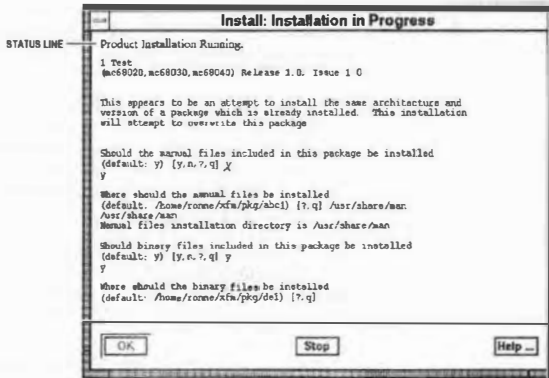 Install: Installation in Progress
STATUS LINE
Product Installation Running.
1 Test
(mc68020,mc68030,mc68040) Release 1.0. Issue 1 0
This appears to be an attempt to install the same architecture and
version of a package which is already installed. This installation
will attempt to overwrite this package
Should the manual files included in this package be installed
(default: y) [y,n,?,q] y
y
Where should the manual files be installed
(default. /home/ronne/xfm/pkg/abc1) [?.q] /usr/share/man
/usr/share/man
Manual files installation directory is /usr/share/man
Should binary files included in this package be installed
(default: y) [y,n,?,q] y
y
Where should the binary files be installed
(default· /home/ronne/xfm/pkg/de1) [?.q]
OK
Stop
Help ...